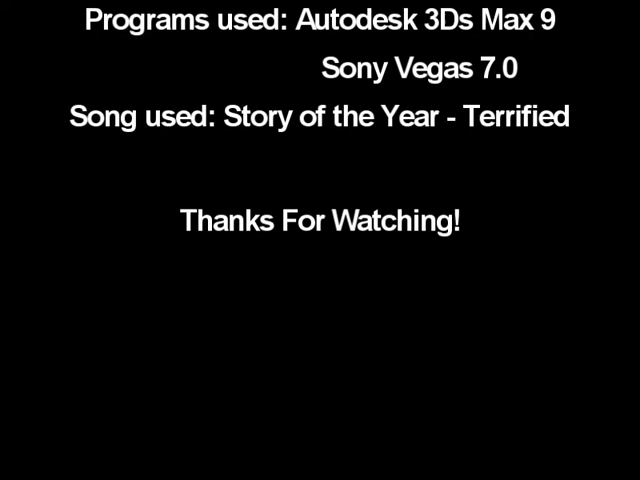 Programs used: Autodesk 3Ds Max 9
Sony Vegas 7.0
Song used: Story of the Year - Terrified
Thanks For Watching!